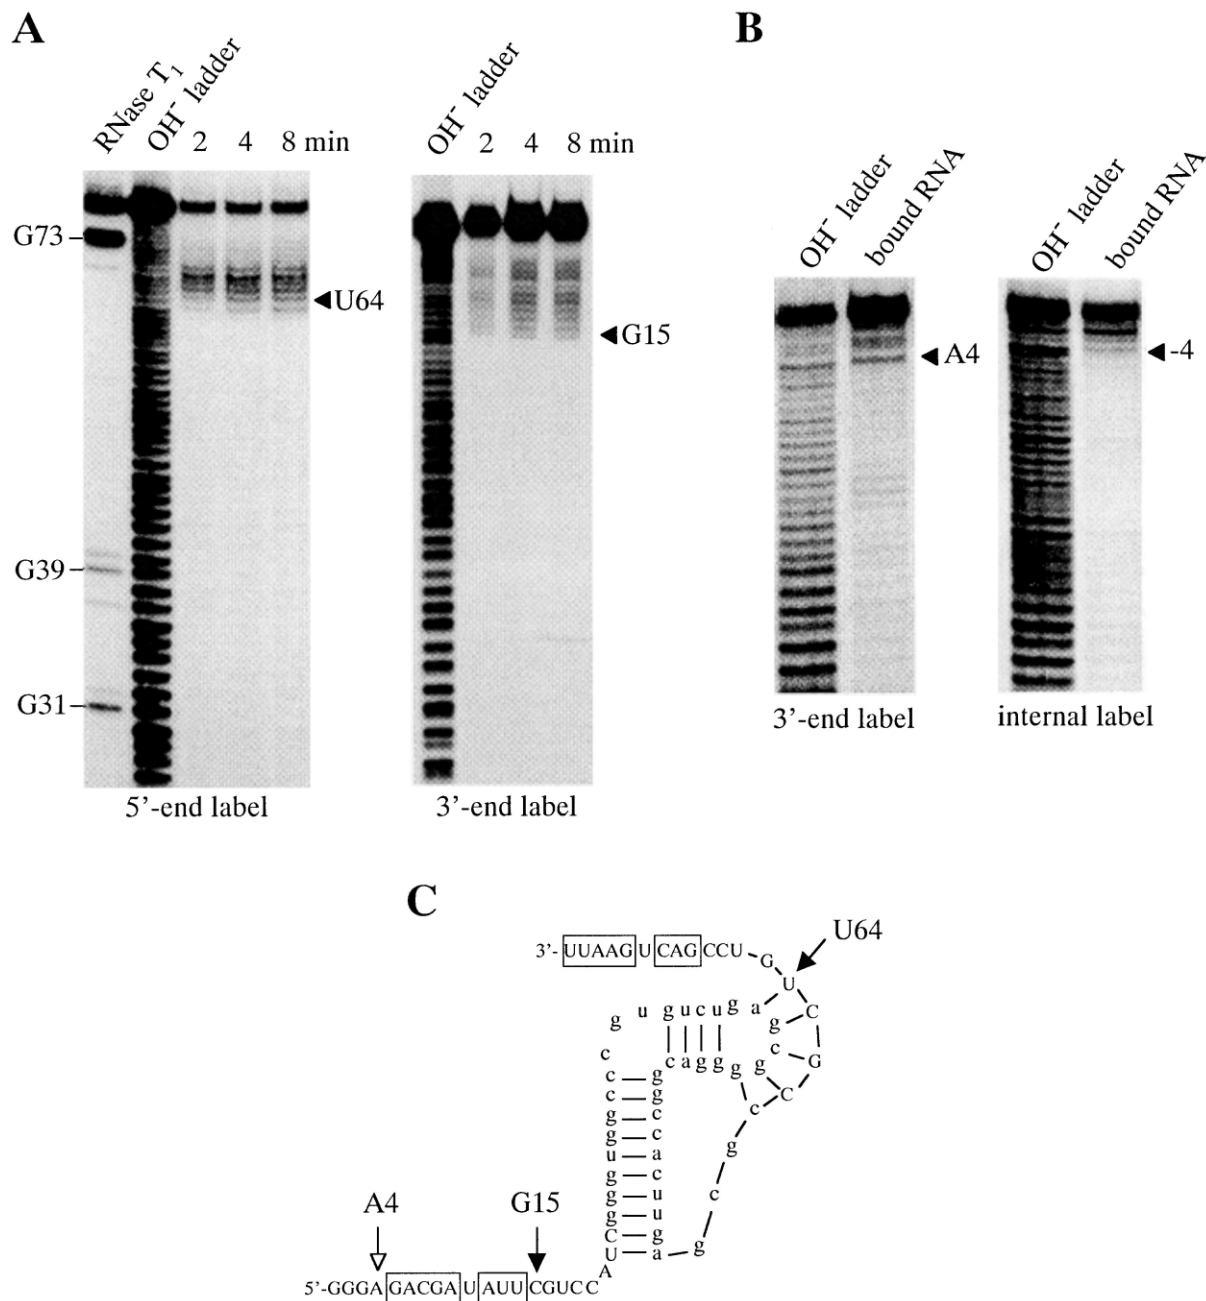 A
RNase T1
OH- ladder
2 4 8 min
G73
G39
G31
U64
5’-end label
OH- ladder
2 4 8 min
G15
3’-end label
B
OH- ladder
bound RNA
A4
3’-end label
OH- ladder
bound RNA
-4
internal label
C
3’- UUAAG U CAG CCU G U C G C
U64
g u g u c u g a
c g g g a c g
g c g
c g c g
c c c g g u g g g C U
g g c c a c u u g a
A4
G15
5’-GGGA GACGA U AUU CGUCC A